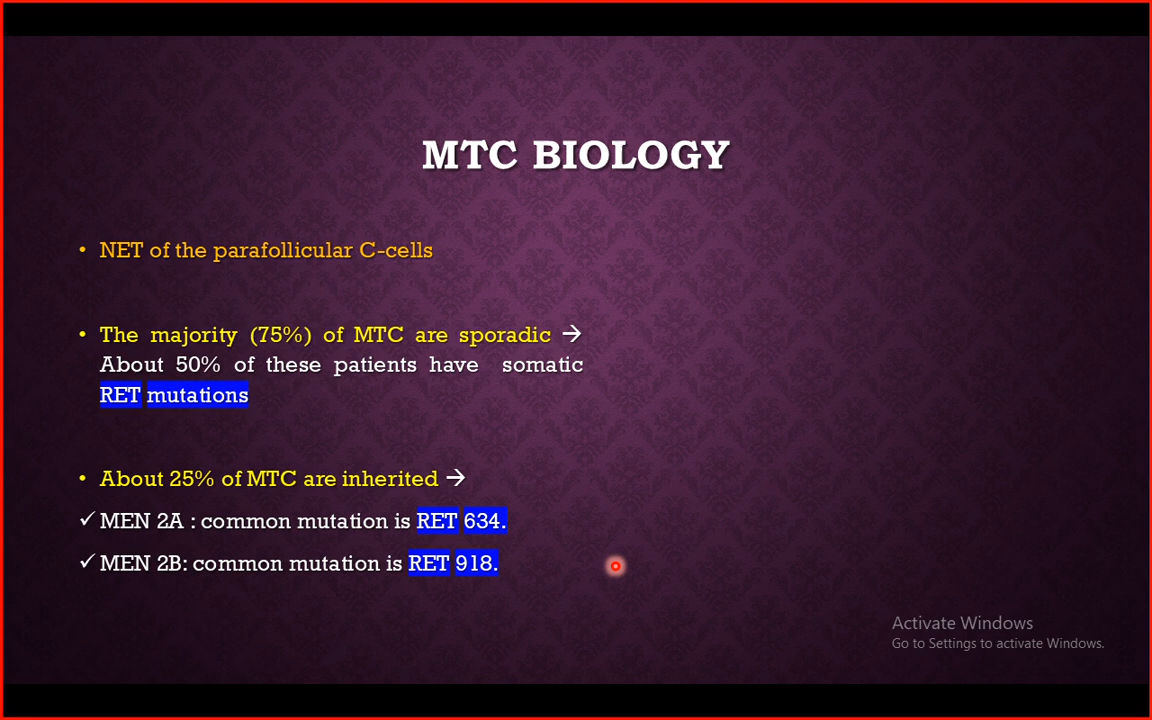 MTC BIOLOGY
• NET of the parafollicular C-cells
• The majority (75%) of MTC are sporadic →
About 50% of these patients have somatic
RET mutations
• About 25% of MTC are inherited →
✓ MEN 2A : common mutation is RET 634.
✓ MEN 2B: common mutation is RET 918.
Activate Windows
Go to Settings to activate Windows.